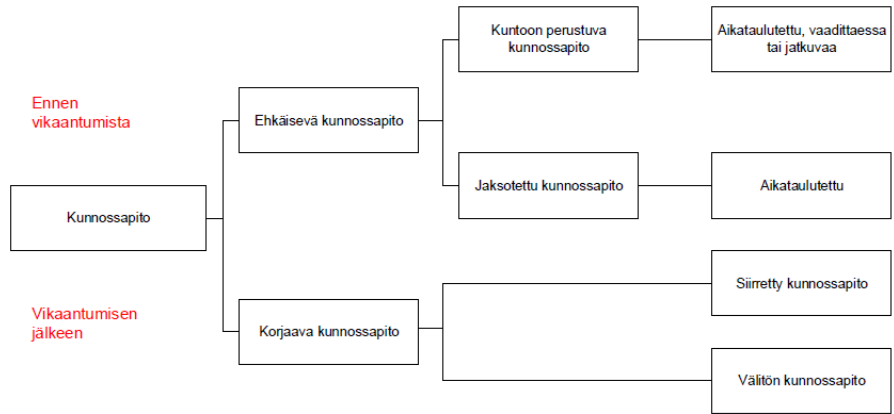 Kuntoon perustuva
kunnossapito
Aikataulutettu, vaadittaessa
tai jatkuvaa
Ennen
vikaantumista
Ehkäisevä kunnossapito
Jaksotettu kunnossapito
Aikataulutettu
Kunnossapito
Siirretty kunnossapito
Vikaantumisen
jälkeen
Korjaava kunnossapito
Välitön kunnossapito